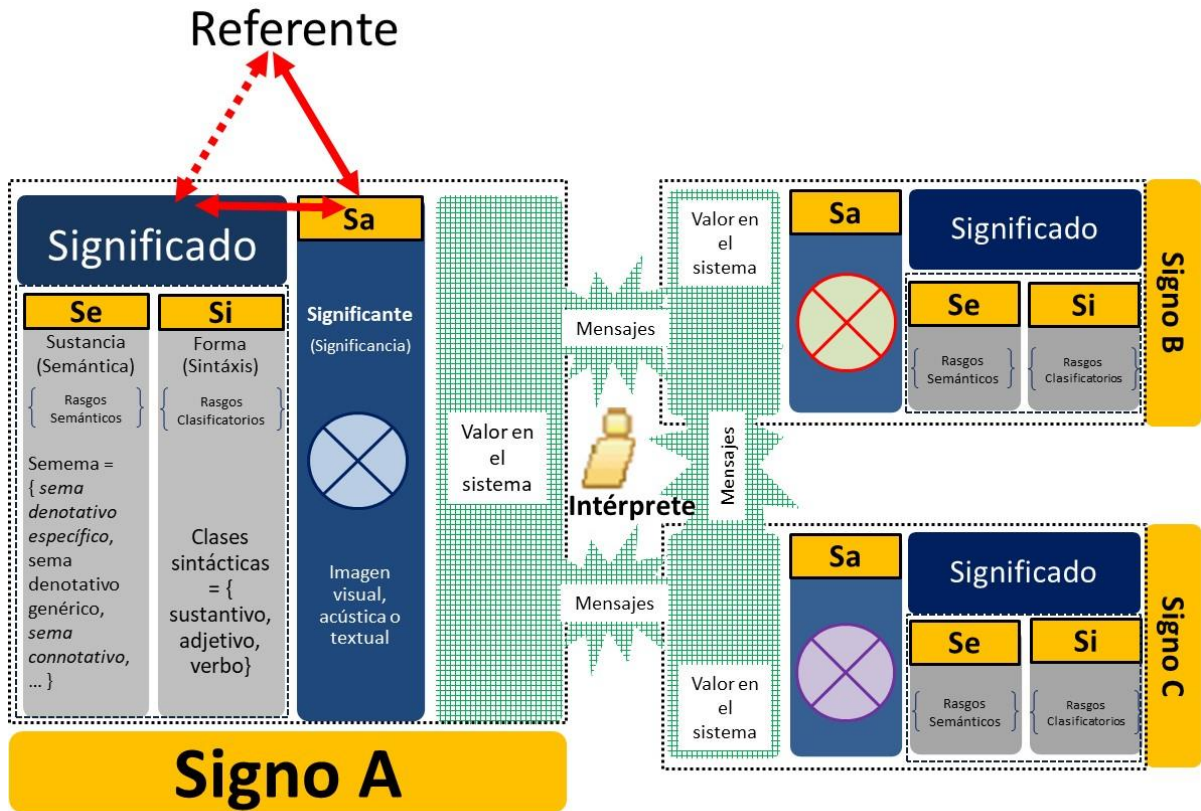 Referente
Significado
Sa
Se
Si
Sustancia
(Semántica)
{ Rasgos
Semánticos }
Forma
(Sintáxis)
{ Rasgos
Clasificatorios }
Semema =
{ sema
denotativo
específico,
sema
denotativo
genérico,
sema
connotativo,
... }
Clases
sintácticas
= {
sustantivo,
adjetivo,
verbo}
Significante
(Significancia)
Imagen
visual,
acústica o
textual
Valor en
el
sistema
Signo A
Mensajes
Intérprete
Mensajes
Mensajes
Valor en
el
sistema
Sa
Significado
Se
Si
{ Rasgos
Semánticos }
{ Rasgos
Clasificatorios }
Signo B
Valor en
el
sistema
Sa
Significado
Se
Si
{ Rasgos
Semánticos }
{ Rasgos
Clasificatorios }
Signo C